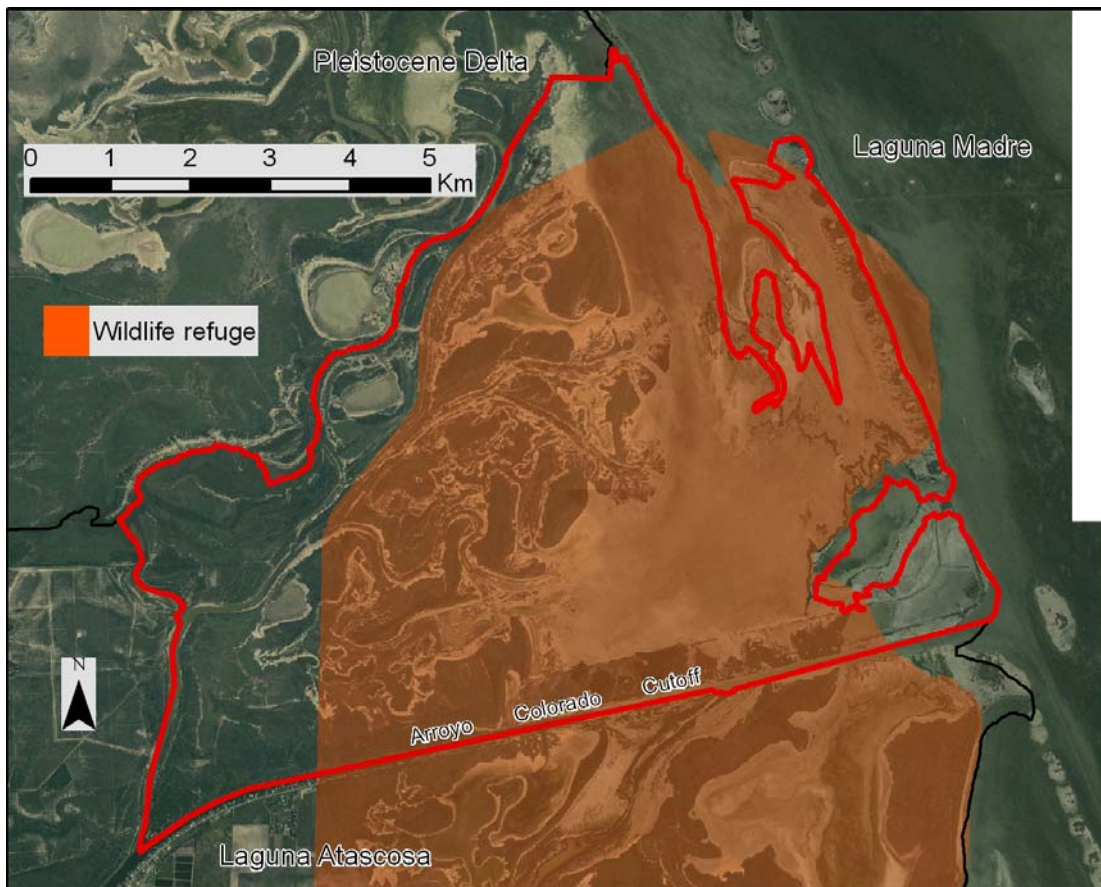 Pleistocene Delta
Laguna Madre
0 1 2 3 4 5
Km
Wildlife refuge
N
Arroyo Colorado Cutoff
Laguna Atascosa